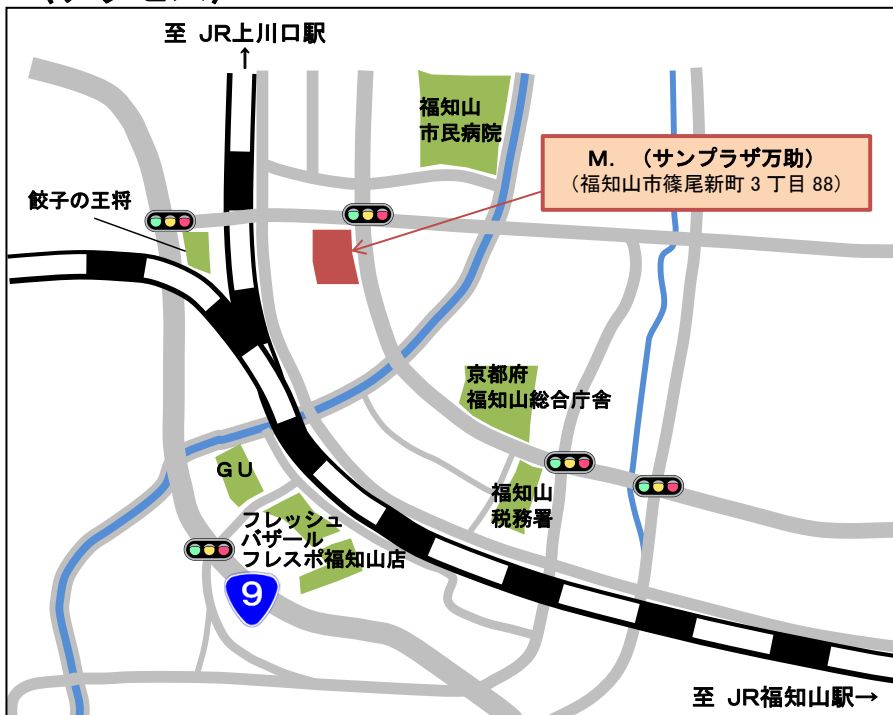 至 JR上川口駅
↑
福知山
市民病院
M. （サンプラザ万助）
（福知山市篠尾新町３丁目 88）
餃子の王将
京都府
福知山総合庁舎
GU
福知山
税務署
フレッシュ
バザール
フレスポ福知山店
9
至 JR福知山駅→